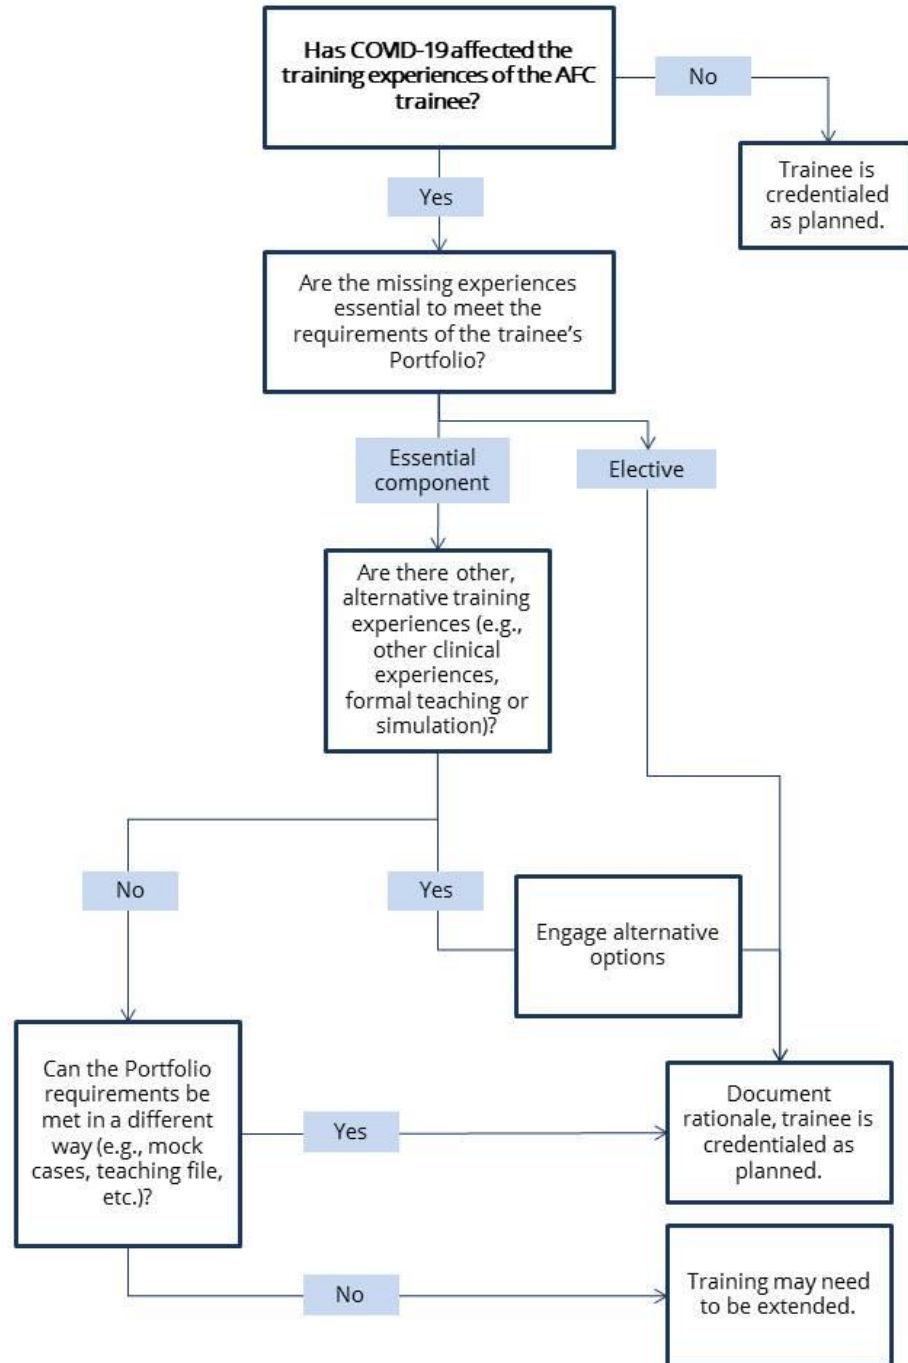 Has COVID-19 affected the
training experiences of the AFC
trainee?
No
Trainee is
credentialed
as planned.
Yes
Are the missing experiences
essential to meet the
requirements of the trainee’s
Portfolio?
Essential
component
Elective
Are there other,
alternative training
experiences (e.g.,
other clinical
experiences,
formal teaching or
simulation)?
No
Yes
Engage alternative
options
Can the Portfolio
requirements be
met in a different
way (e.g., mock
cases, teaching file,
etc.)?
Yes
Document
rationale, trainee is
credentialed as
planned.
No
Training may need
to be extended.